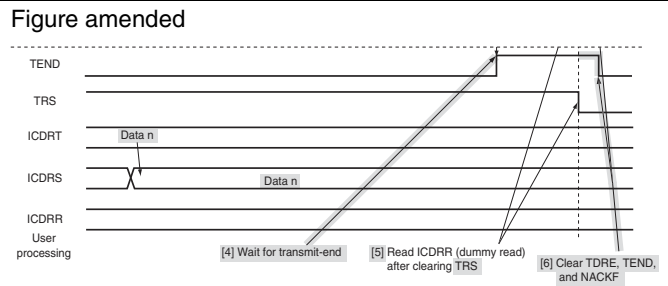 Figure amended
TEND
TRS
ICDRT
Data n
ICDRS
Data n
ICDRR
User
processing
[4] Wait for transmit-end
[5] Read ICDRR (dummy read)
after clearing TRS
[6] Clear TDRE, TEND,
and NACKF